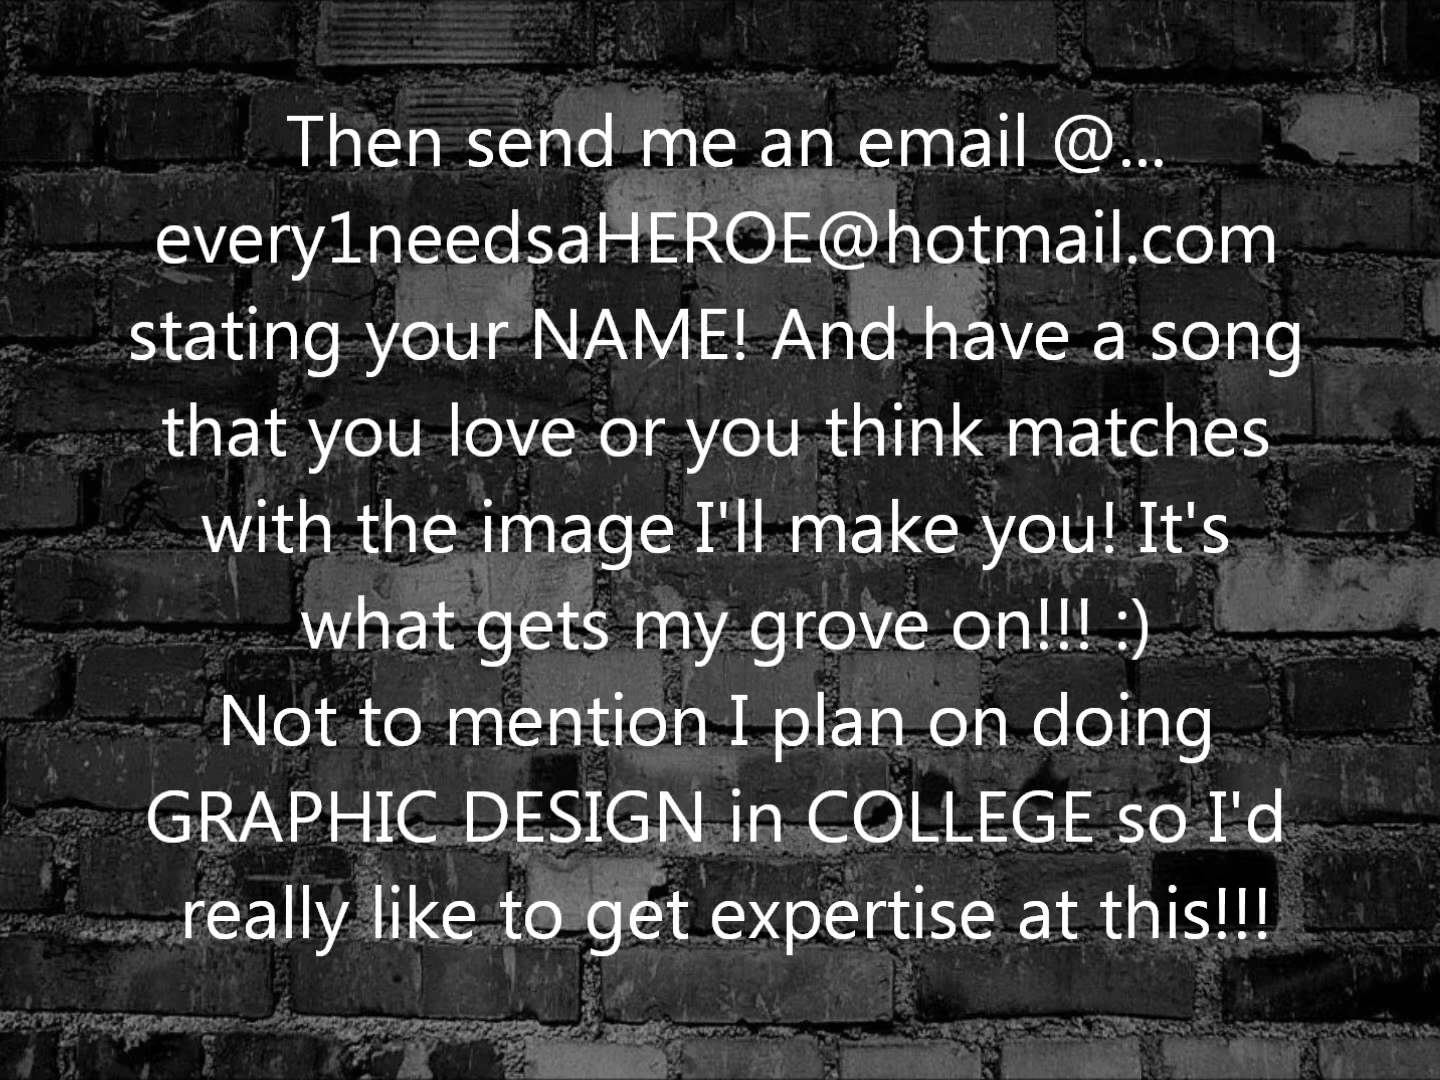 Then send me an email @...
every1needsaHEROE@hotmail.com
stating your NAME! And have a song
that you love or you think matches
with the image I'll make you! It's
what gets my grove on!!! :)
Not to mention I plan on doing
GRAPHIC DESIGN in COLLEGE so I'd
really like to get expertise at this!!!